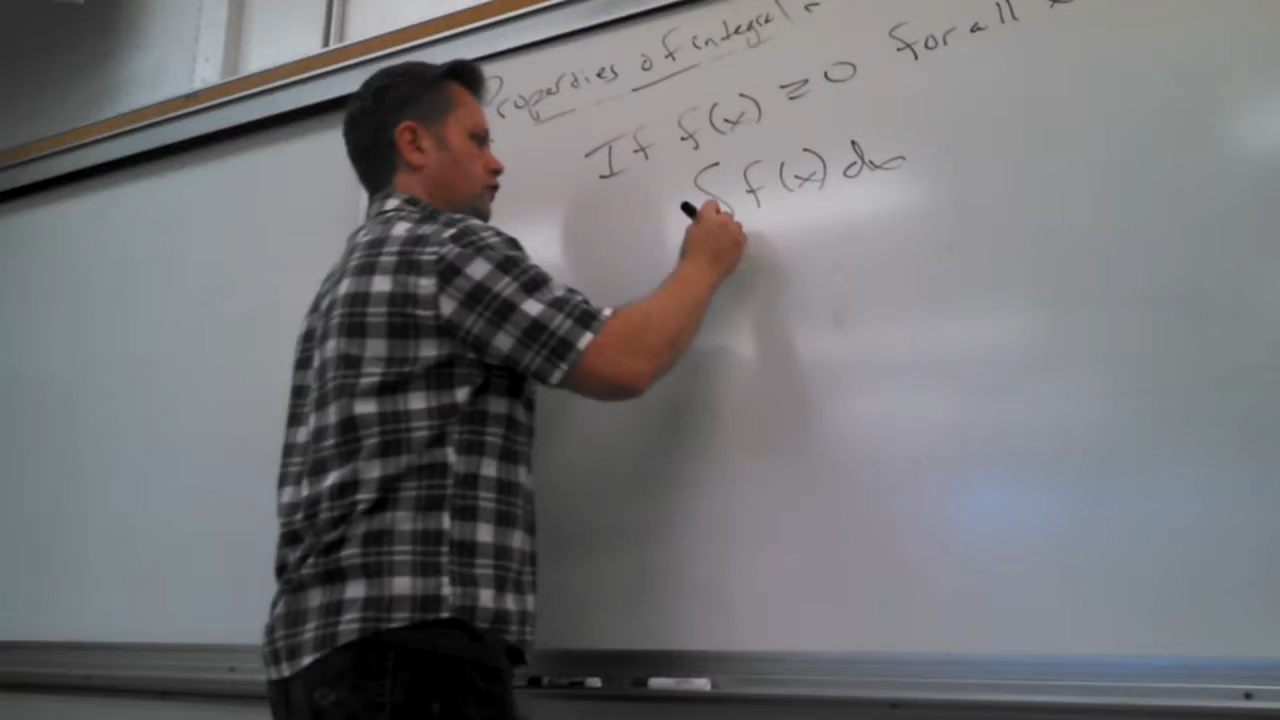 Properties of integrals
If f(x) ≥ 0 for all x
∫ f(x) dx